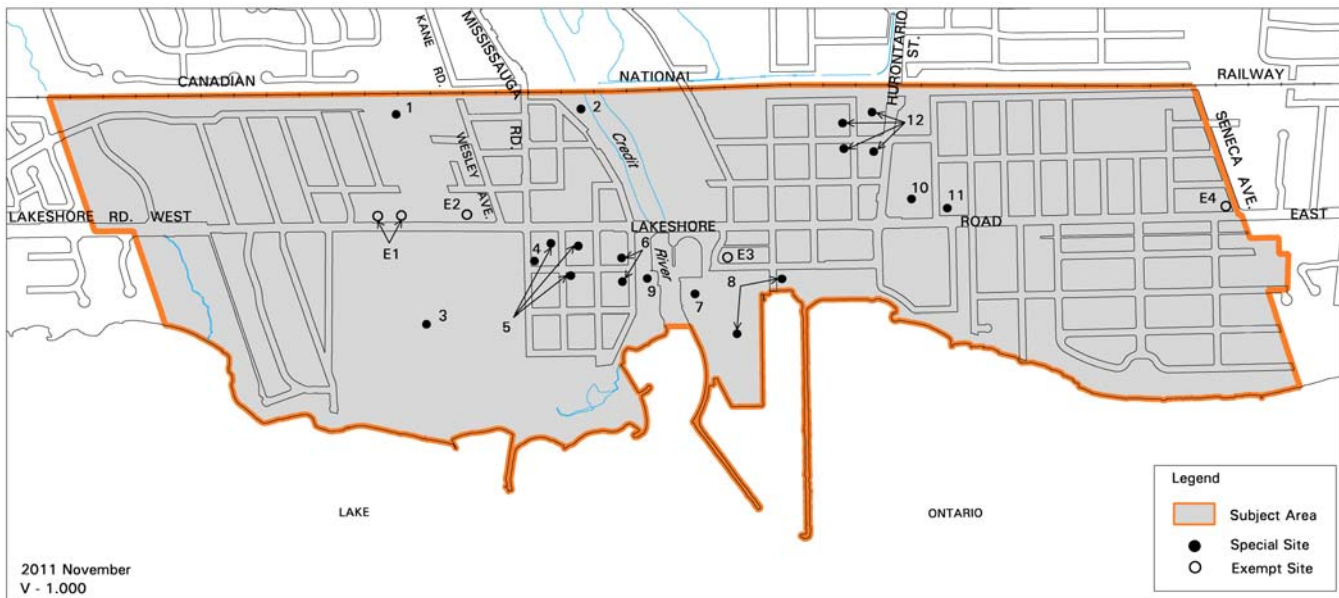 KANE RD.
MISSISSAUGA RD.
HURONTARIO ST.
CANADIAN NATIONAL RAILWAY
1
2
12
SENECA AVE.
Credit River
WESLEY AVE.
10
11
E4
E2
LAKESHORE RD. WEST
LAKESHORE ROAD EAST
E1
4
6
E3
5
9
7
8
3
LAKE ONTARIO
Legend
Subject Area
Special Site
Exempt Site
2011 November
V - 1.000